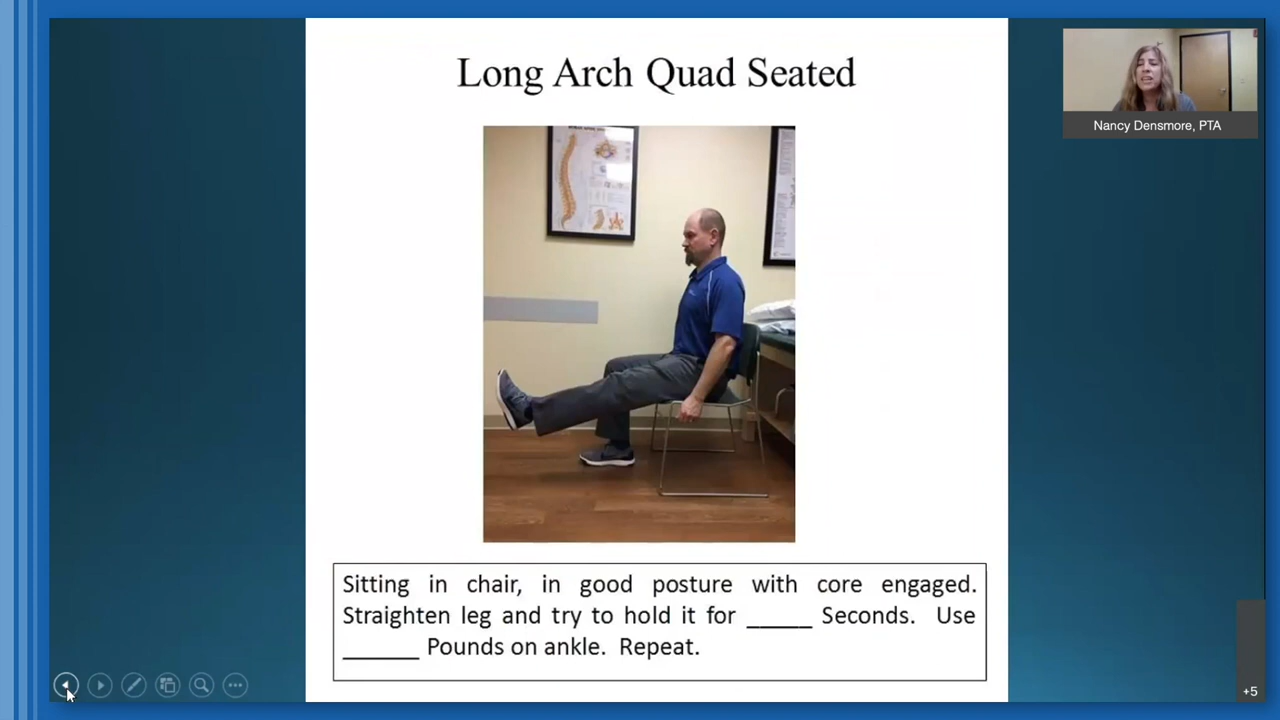 Long Arch Quad Seated
Nancy Densmore, PTA
Sitting in chair, in good posture with core engaged.
Straighten leg and try to hold it for _____ Seconds. Use
______ Pounds on ankle. Repeat.
+5